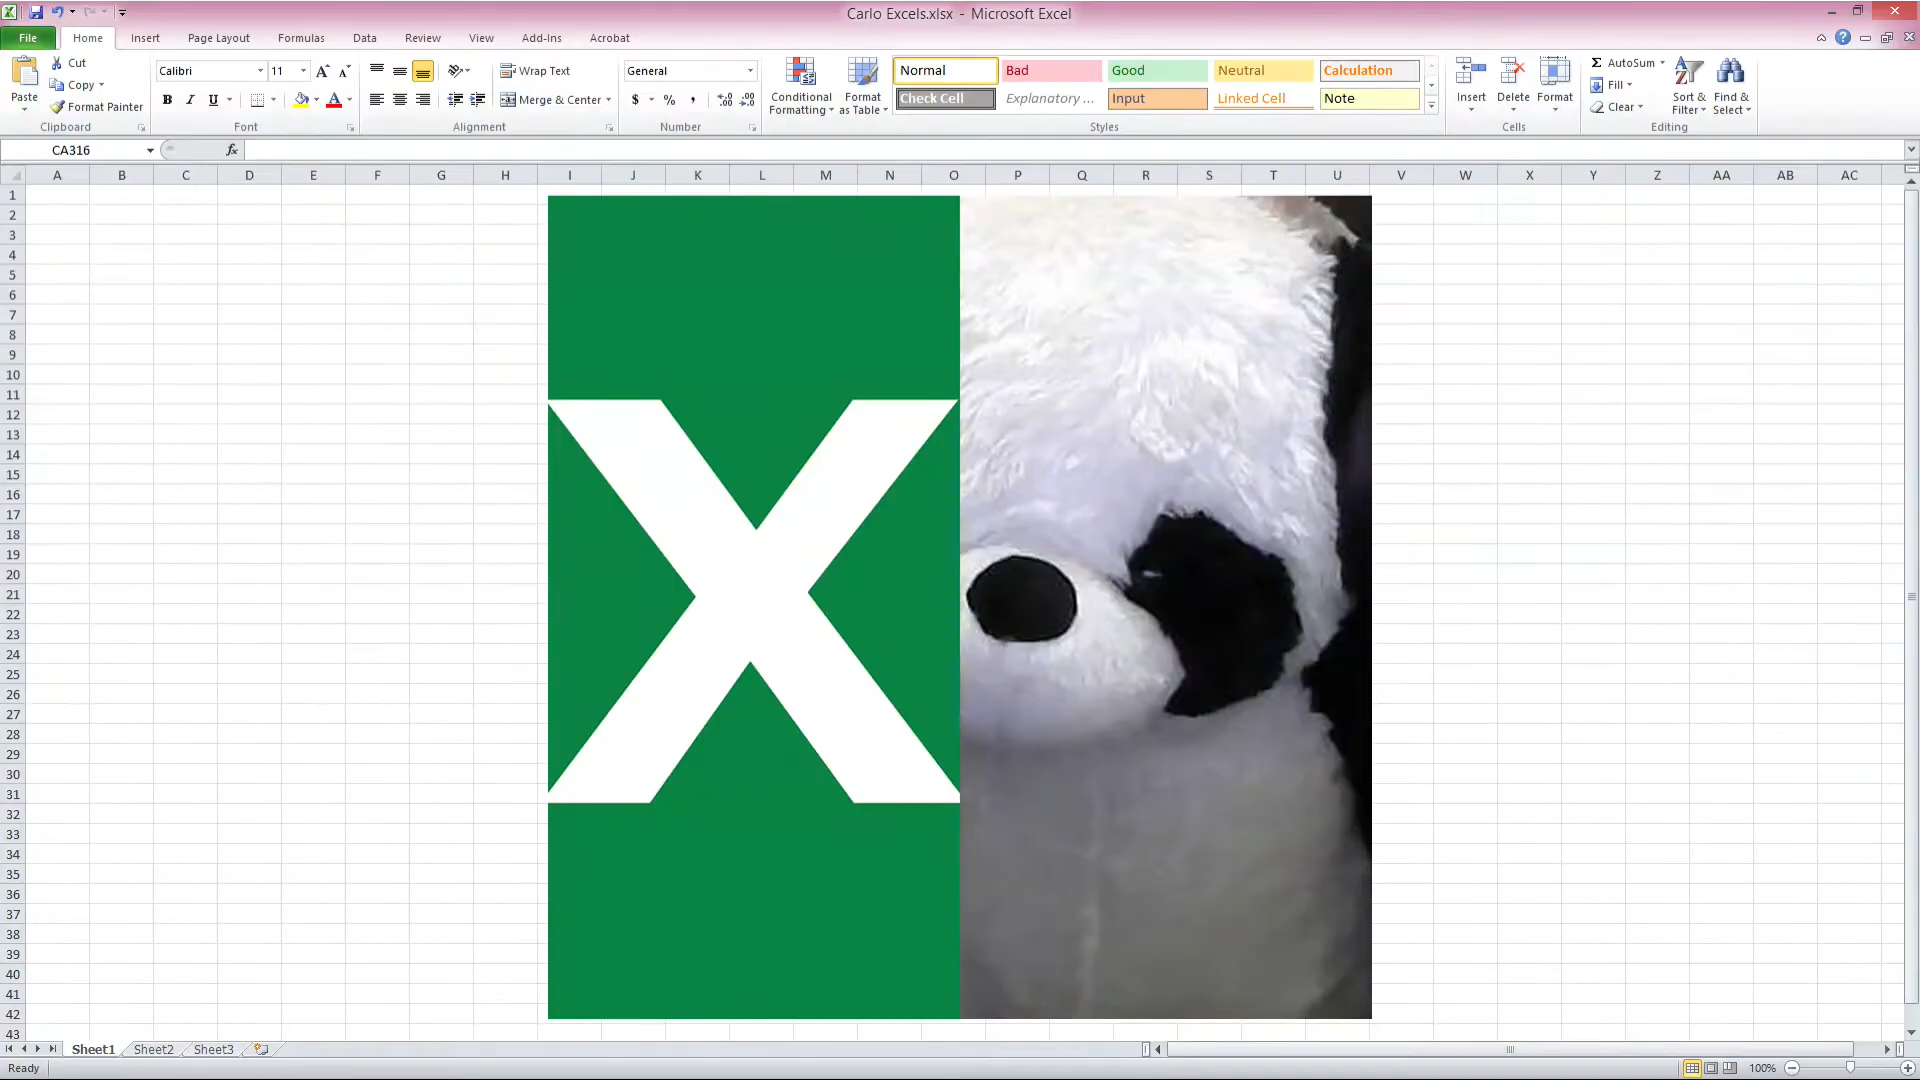 Carlo Excels.xlsx - Microsoft Excel
File Home Insert Page Layout Formulas Data Review View Add-Ins Acrobat
Paste
Cut
Copy
Format Painter
Clipboard
Calibri 11
B I U
Font
Wrap Text
Merge & Center
Alignment
General
$ % ,
Number
Conditional Formatting
Format as Table
Normal Bad Good Neutral Calculation
Check Cell Explanatory ... Input Linked Cell Note
Styles
Insert Delete Format
Cells
Σ AutoSum
Fill
Clear
Sort & Filter
Find & Select
Editing
CA316 fx
A B C D E F G H I J K L M N O P Q R S T U V W X Y Z AA AB AC
1
2
3
4
5
6
7
8
9
10
11
12
13
14
15
16
17
18
19
20
21
22
23
24
25
26
27
28
29
30
31
32
33
34
35
36
37
38
39
40
41
42
43
X
Sheet1 Sheet2 Sheet3
Ready 100%